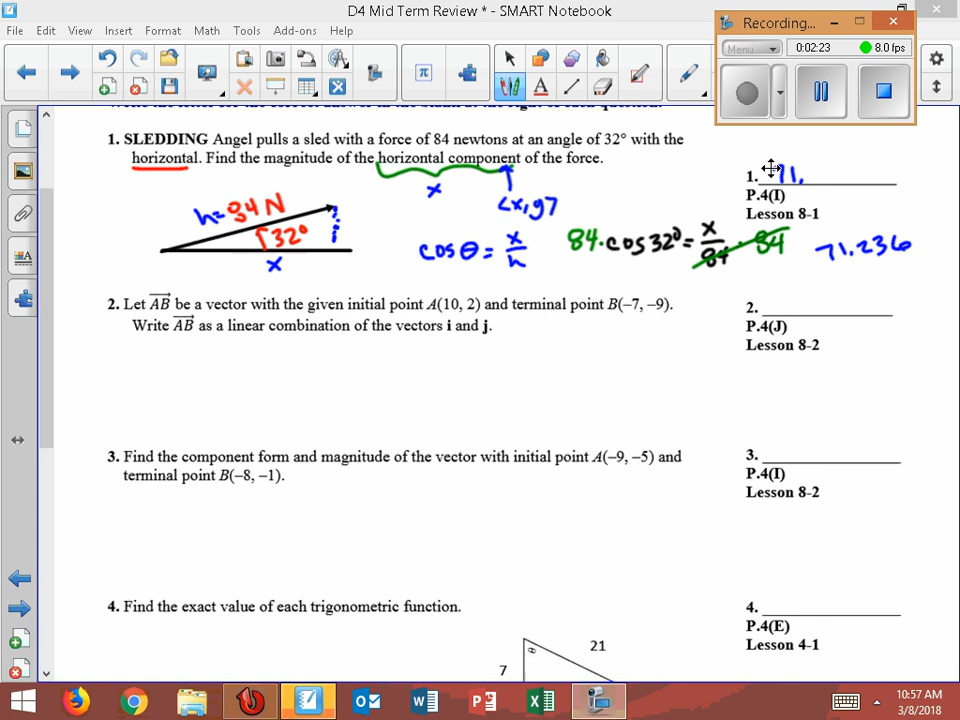 D4 Mid Term Review * - SMART Notebook
Recording...
File Edit View Insert Format Math Tools Add-ons Help
Menu
0:02:23
8.0 fps
π
A
1. SLEDDING Angel pulls a sled with a force of 84 newtons at an angle of 32° with the
horizontal. Find the magnitude of the horizontal component of the force.
1. 71.
P.4(I)
Lesson 8-1
x
<x,y>
h=84 N
32°
x
cos θ = x/h
84·cos32°=x/84·84
71.236
2. Let AB be a vector with the given initial point A(10, 2) and terminal point B(−7, −9).
Write AB as a linear combination of the vectors i and j.
2.
P.4(J)
Lesson 8-2
3. Find the component form and magnitude of the vector with initial point A(−9, −5) and
terminal point B(−8, −1).
3.
P.4(I)
Lesson 8-2
4. Find the exact value of each trigonometric function.
4.
P.4(E)
Lesson 4-1
θ
21
7
10:57 AM
3/8/2018